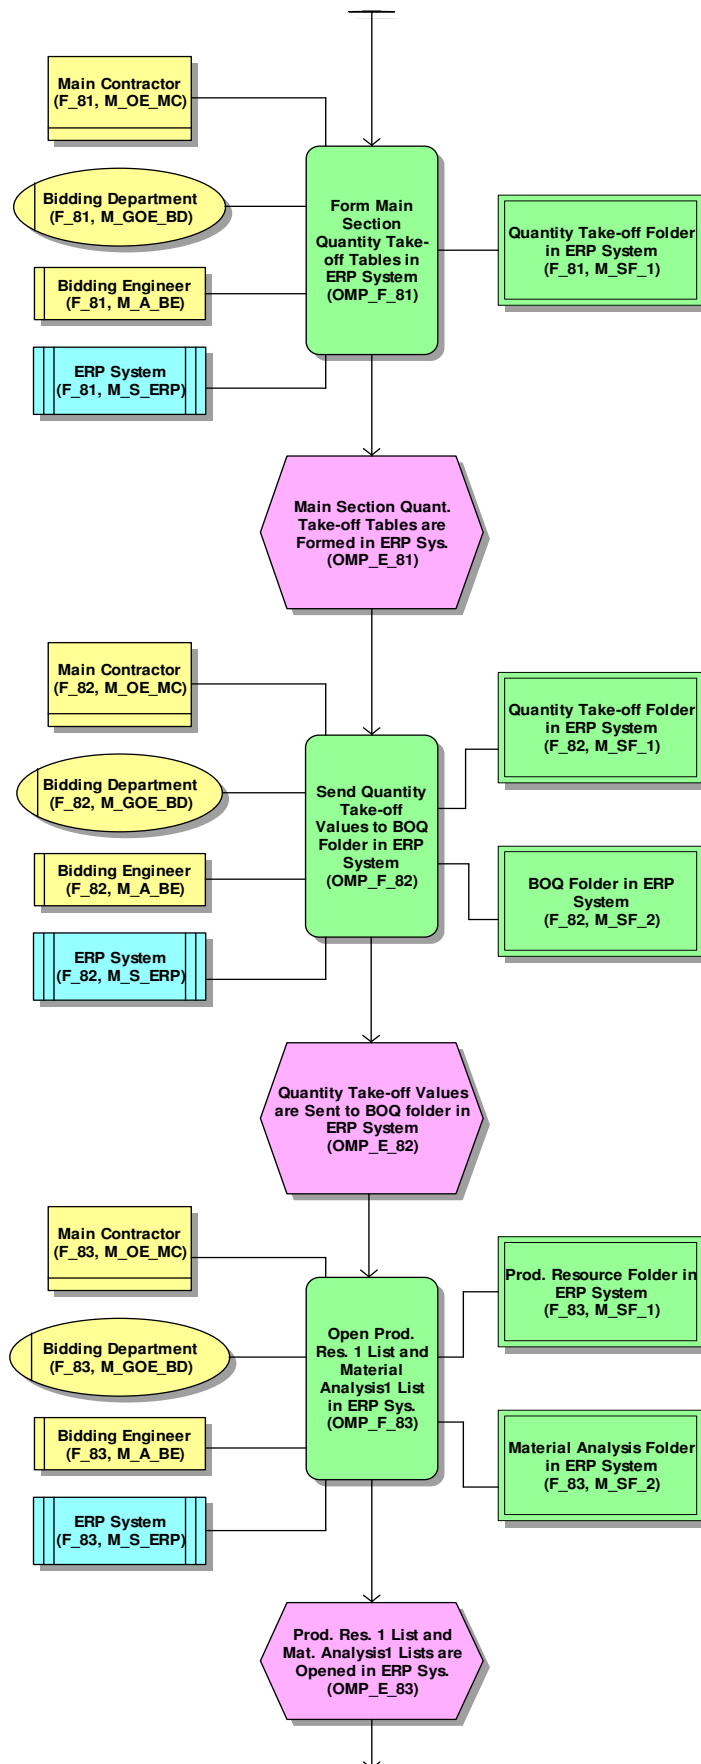 Main Contractor
(F_81, M_OE_MC)
Bidding Department
(F_81, M_GOE_BD)
Bidding Engineer
(F_81, M_A_BE)
ERP System
(F_81, M_S_ERP)
Form Main
Section
Quantity Take-
off Tables in
ERP System
(OMP_F_81)
Quantity Take-off Folder
in ERP System
(F_81, M_SF_1)
Main Section Quant.
Take-off Tables are
Formed in ERP Sys.
(OMP_E_81)
Main Contractor
(F_82, M_OE_MC)
Bidding Department
(F_82, M_GOE_BD)
Bidding Engineer
(F_82, M_A_BE)
ERP System
(F_82, M_S_ERP)
Send Quantity
Take-off
Values to BOQ
Folder in ERP
System
(OMP_F_82)
Quantity Take-off Folder
in ERP System
(F_82, M_SF_1)
BOQ Folder in ERP
System
(F_82, M_SF_2)
Quantity Take-off Values
are Sent to BOQ folder in
ERP System
(OMP_E_82)
Main Contractor
(F_83, M_OE_MC)
Bidding Department
(F_83, M_GOE_BD)
Bidding Engineer
(F_83, M_A_BE)
ERP System
(F_83, M_S_ERP)
Open Prod.
Res. 1 List and
Material
Analysis1 List
in ERP Sys.
(OMP_F_83)
Prod. Resource Folder in
ERP System
(F_83, M_SF_1)
Material Analysis Folder
in ERP System
(F_83, M_SF_2)
Prod. Res. 1 List and
Mat. Analysis1 Lists are
Opened in ERP Sys.
(OMP_E_83)